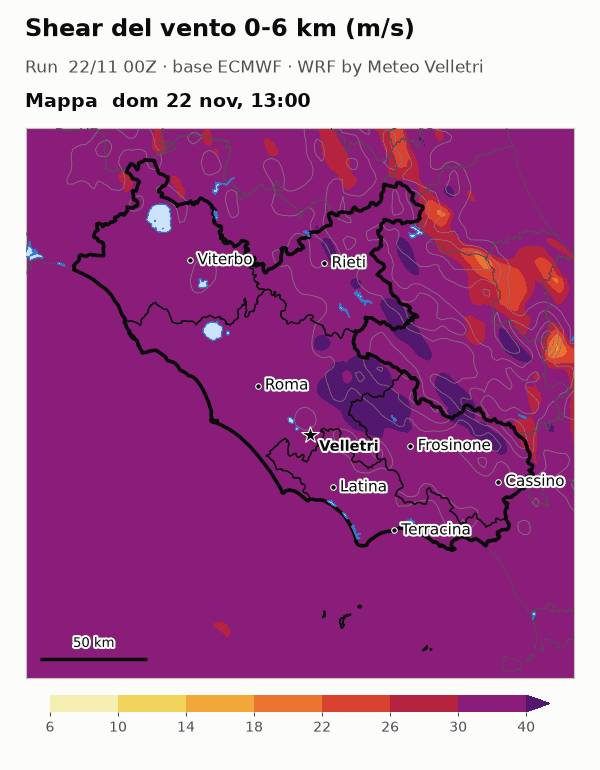 Shear del vento 0-6 km (m/s)
Run  22/11 00Z · base ECMWF · WRF by Meteo Velletri
Mappa  dom 22 nov, 13:00
Viterbo
Rieti
Roma
Velletri
Frosinone
Latina
Cassino
Terracina
50 km
6 10 14 18 22 26 30 40